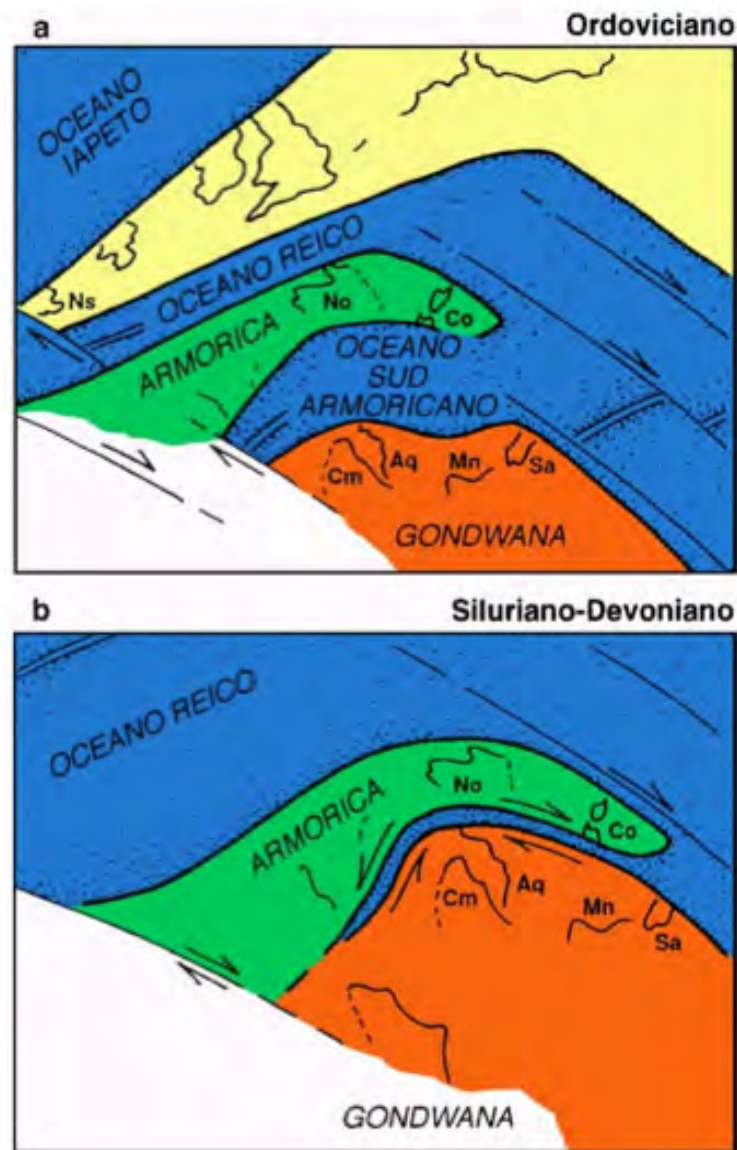 a
Ordoviciano
OCEANO
IAPETO
OCEANO REICO
Ns
No
Co
ARMORICA
OCEANO
SUD
ARMORICANO
Cm
Aq
Mn
Sa
GONDWANA
b
Siluriano-Devoniano
OCEANO REICO
ARMORICA
No
Co
Cm
Aq
Mn
Sa
GONDWANA